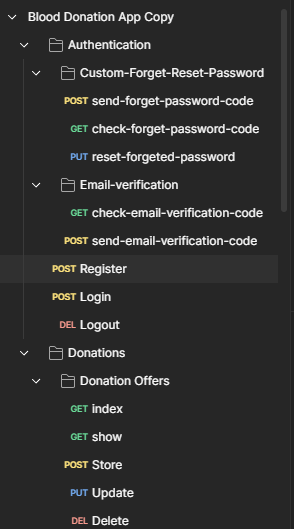 Blood Donation App Copy
Authentication
Custom-Forget-Reset-Password
POST send-forget-password-code
GET check-forget-password-code
PUT reset-forgeted-password
Email-verification
GET check-email-verification-code
POST send-email-verification-code
POST Register
POST Login
DEL Logout
Donations
Donation Offers
GET index
GET show
POST Store
PUT Update
DEL Delete